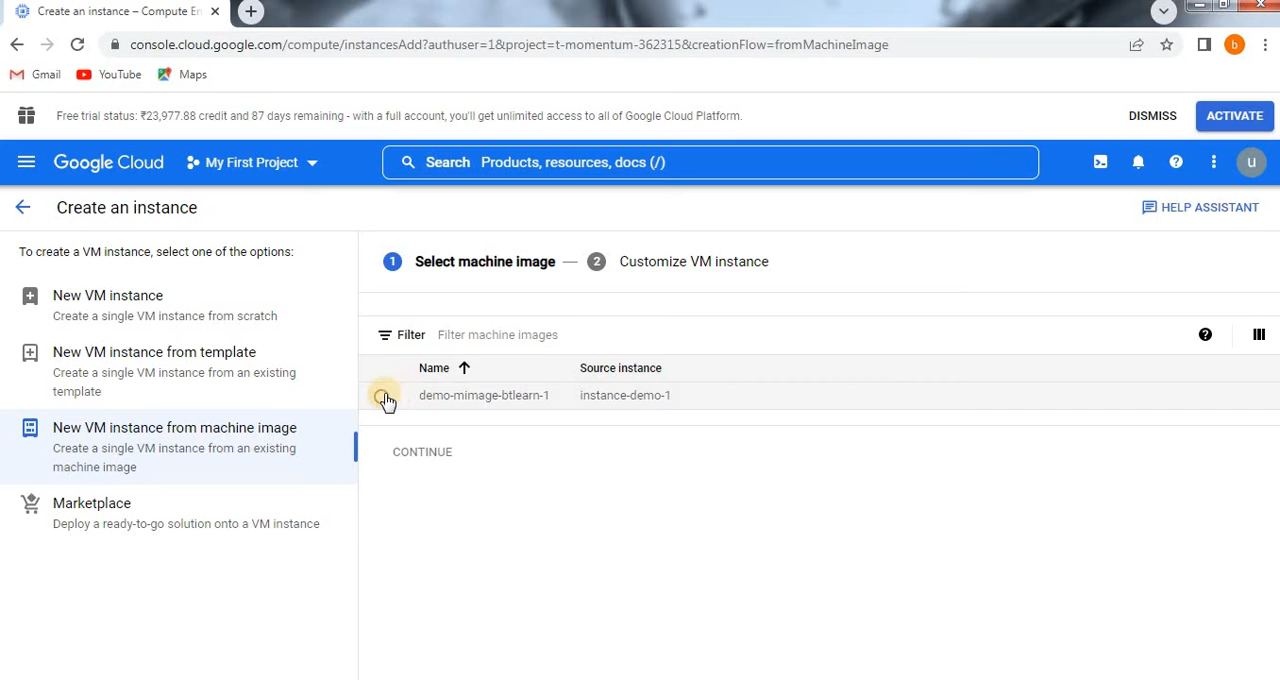 Create an instance – Compute En
console.cloud.google.com/compute/instancesAdd?authuser=1&project=t-momentum-362315&creationFlow=fromMachineImage
b
Gmail YouTube Maps
Free trial status: ₹23,977.88 credit and 87 days remaining - with a full account, you'll get unlimited access to all of Google Cloud Platform. DISMISS ACTIVATE
Google Cloud My First Project Search Products, resources, docs (/) u
Create an instance HELP ASSISTANT
To create a VM instance, select one of the options:
New VM instance
Create a single VM instance from scratch
New VM instance from template
Create a single VM instance from an existing
template
New VM instance from machine image
Create a single VM instance from an existing
machine image
Marketplace
Deploy a ready-to-go solution onto a VM instance
1 Select machine image — 2 Customize VM instance
Filter Filter machine images
Name Source instance
demo-mimage-btlearn-1 instance-demo-1
CONTINUE